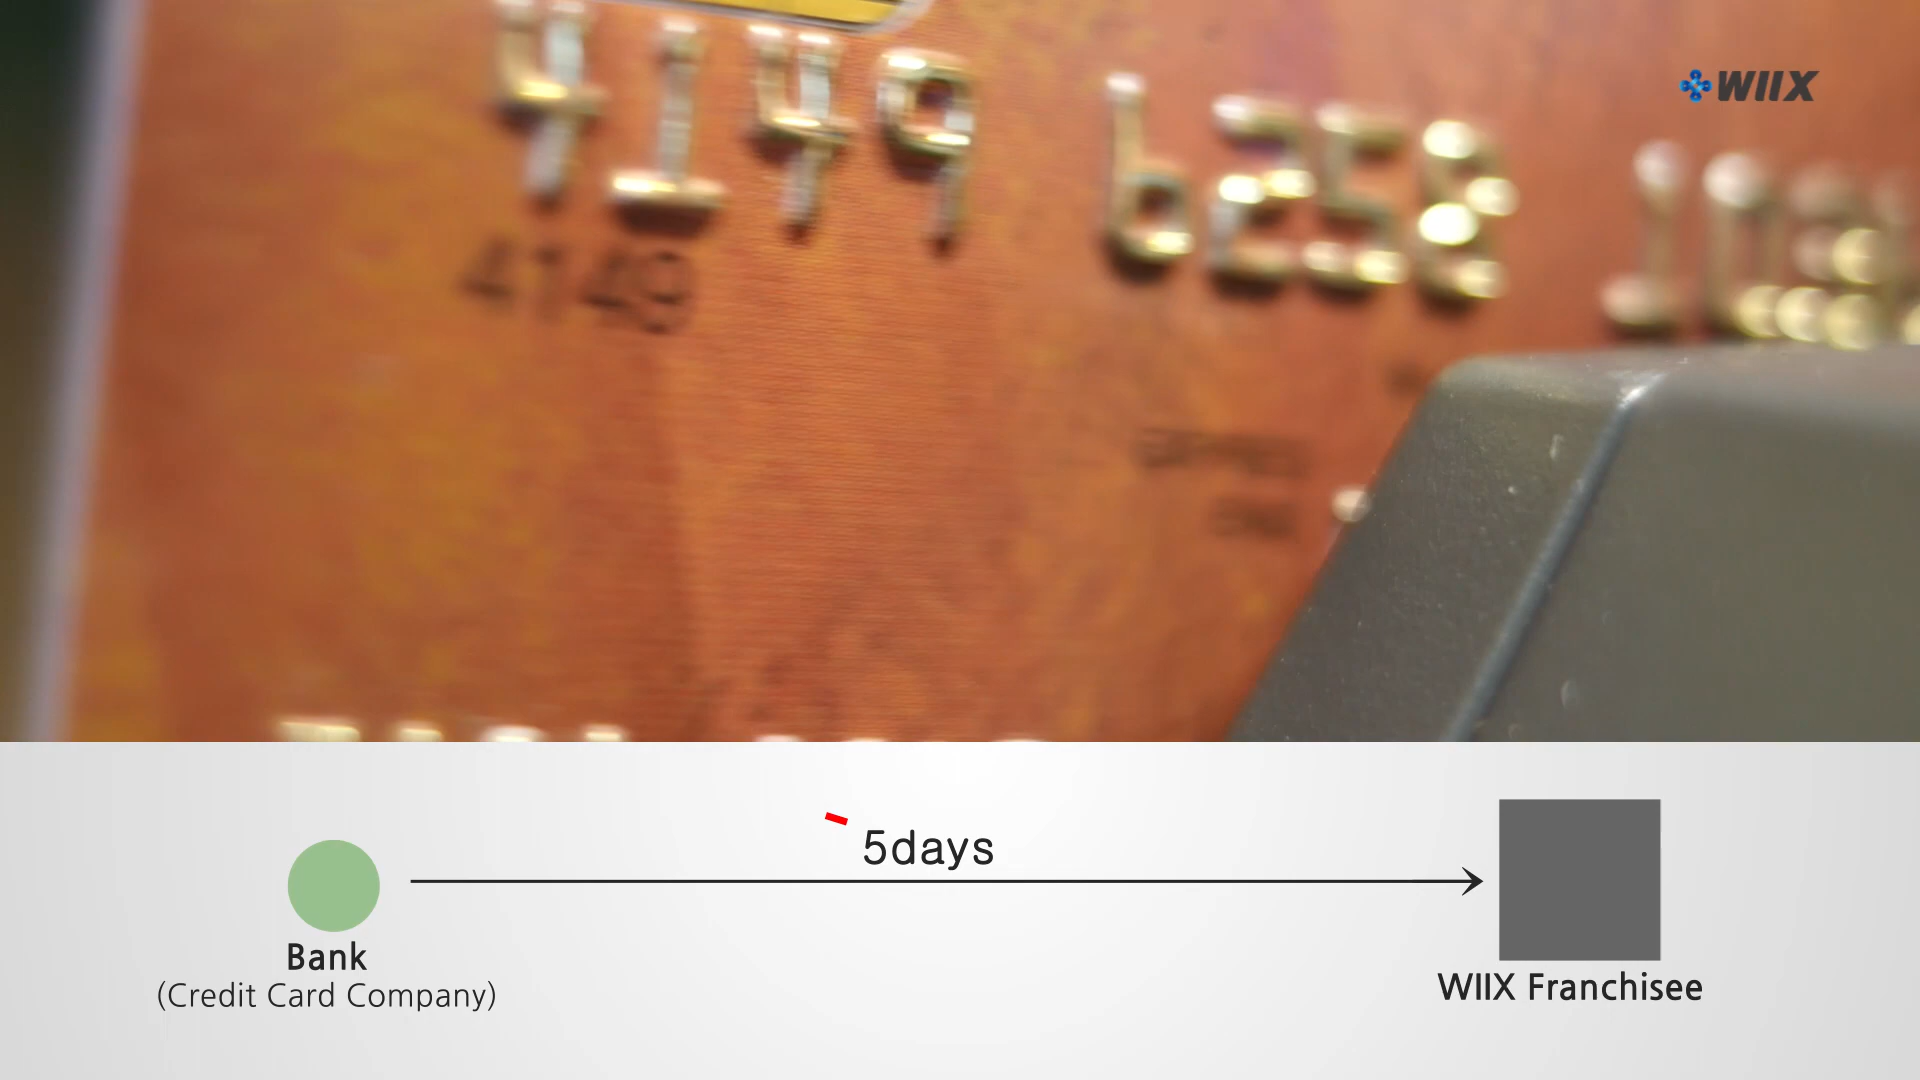 WIIX
4149 6258
4149
5days
Bank
(Credit Card Company)
WIIX Franchisee